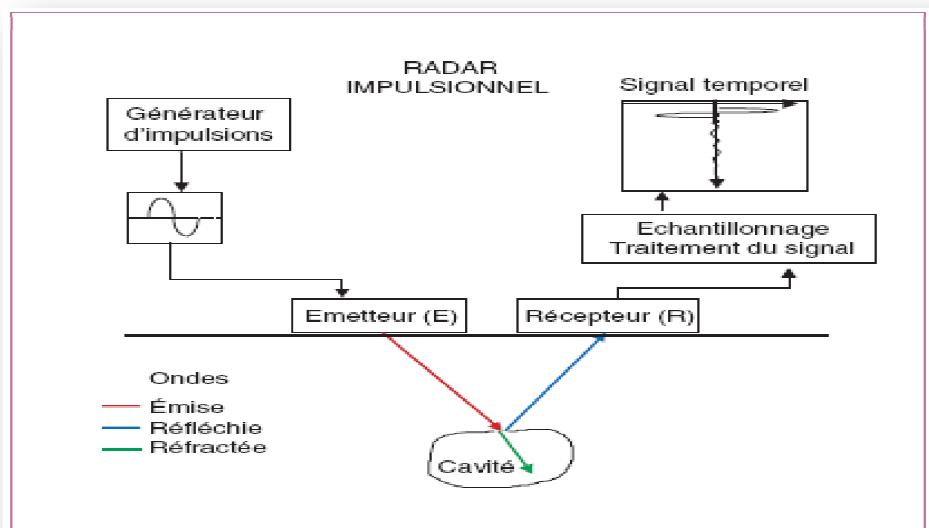 RADAR
IMPULSIONNEL
Signal temporel
Générateur
d'impulsions
Echantillonnage
Traitement du signal
Emetteur (E)
Récepteur (R)
Ondes
Émise
Réfléchie
Réfractée
Cavité